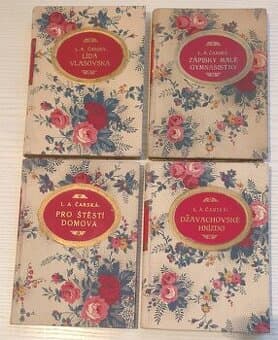 L. A. ČARSKÁ.
LIDA
VLASOVSKÁ
L. A. ČARSKÁ.
ZÁPISKY MALÉ
GYMNASISTKY
L. A. ČARSKÁ.
PRO ŠTĚSTÍ
DOMOVA
L. A. ČARSKÁ.
DŽAVACHOVSKÉ
HNÍZDO